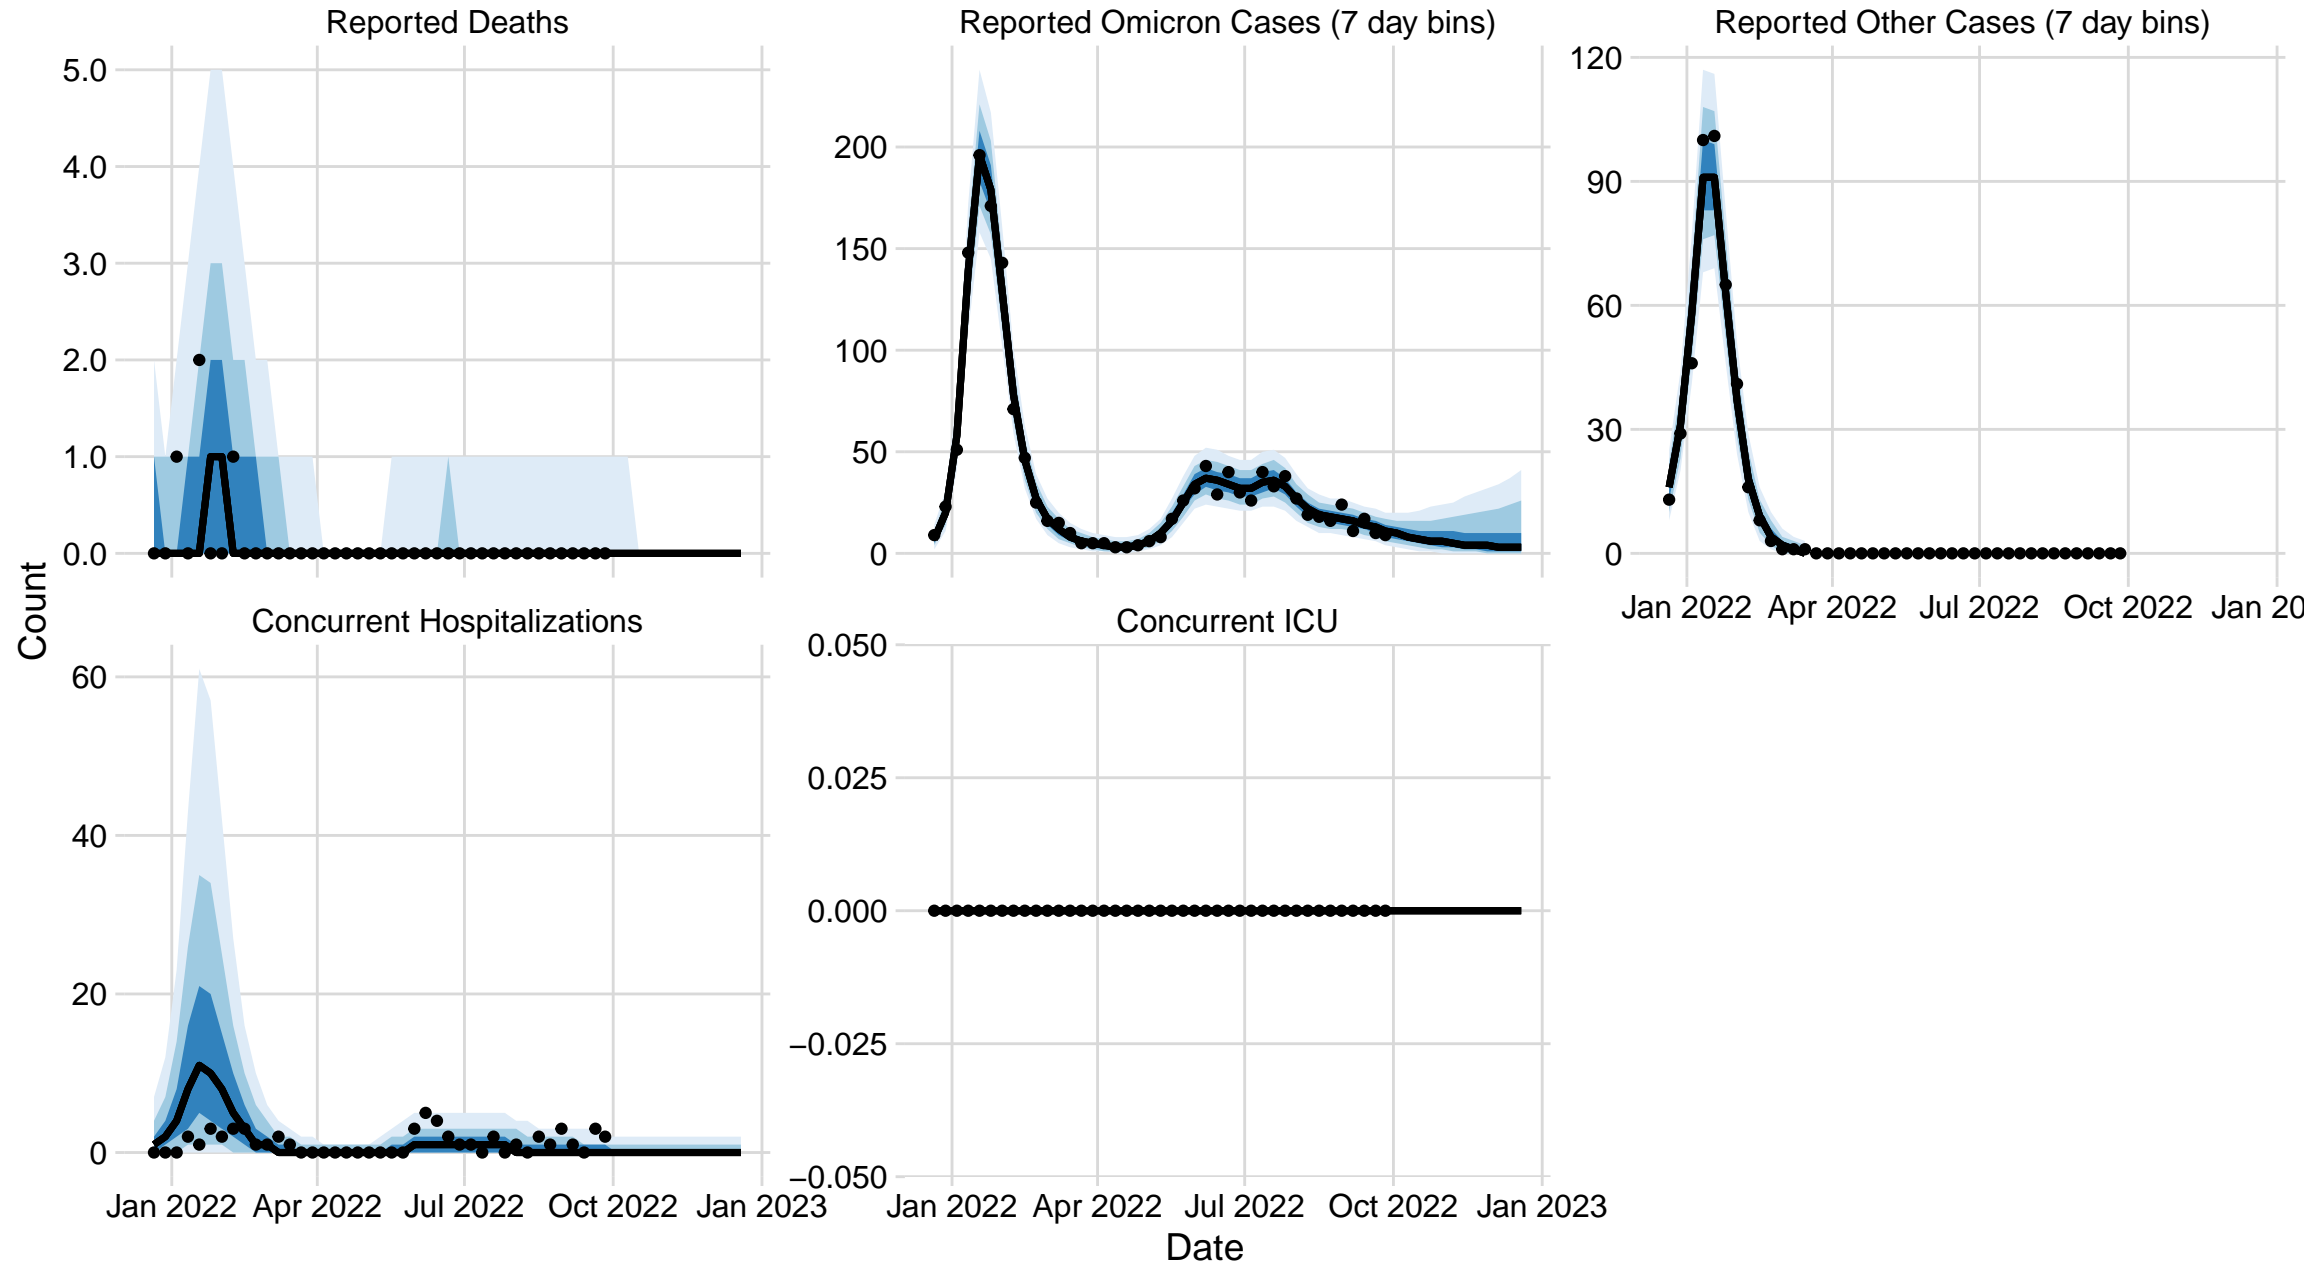 Reported Deaths
Reported Omicron Cases (7 day bins)
Reported Other Cases (7 day bins)
5.0
4.0
3.0
2.0
1.0
0.0
200
150
100
50
0
120
90
60
30
0
Jan 2022 Apr 2022 Jul 2022 Oct 2022 Jan 20
Count
Concurrent Hospitalizations
Concurrent ICU
60
40
20
0
0.050
0.025
0.000
−0.025
−0.050
Jan 2022 Apr 2022 Jul 2022 Oct 2022 Jan 2023
Jan 2022 Apr 2022 Jul 2022 Oct 2022 Jan 2023
Date